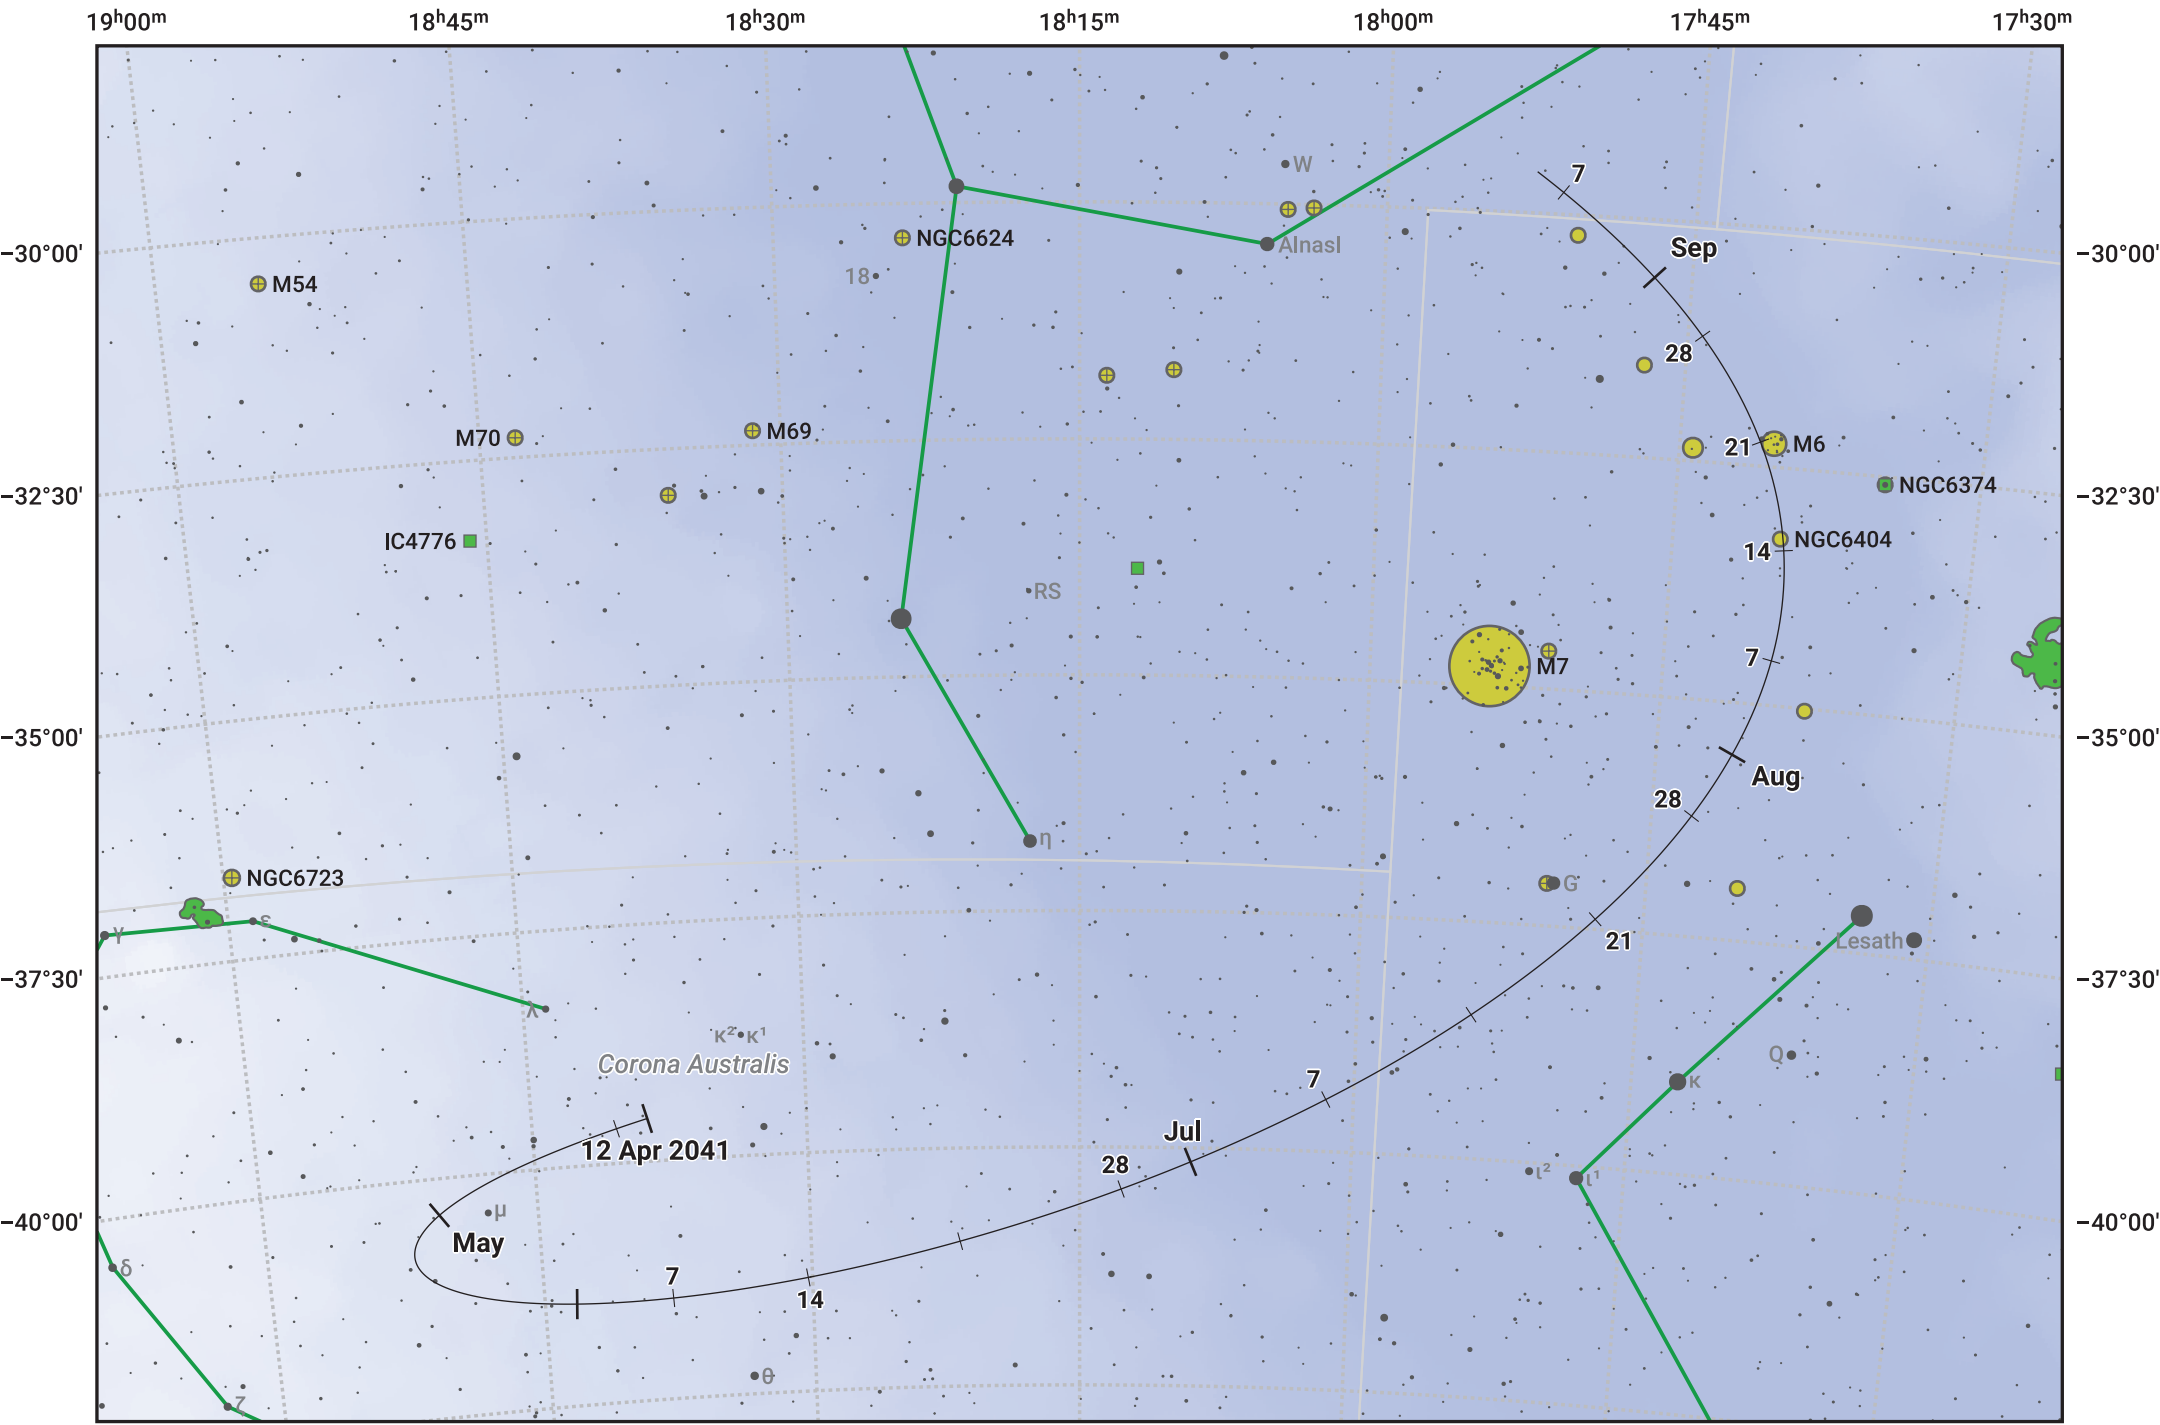 19ʰ00ᵐ 18ʰ45ᵐ 18ʰ30ᵐ 18ʰ15ᵐ 18ʰ00ᵐ 17ʰ45ᵐ 17ʰ30ᵐ
W
7
NGC6624
Alnasl
Sep
−30°00'
−30°00'
18
M54
28
M70
M69
21
M6
−32°30'
NGC6374
−32°30'
IC4776
NGC6404
14
RS
M7
7
−35°00'
−35°00'
Aug
28
η
NGC6723
G
γ
ε
21
Lesath
−37°30'
−37°30'
λ
κ² κ¹
Corona Australis
Q
7
κ
Jul
12 Apr 2041
28
ι²
ι¹
μ
−40°00'
−40°00'
May
δ
7
14
θ
ζ